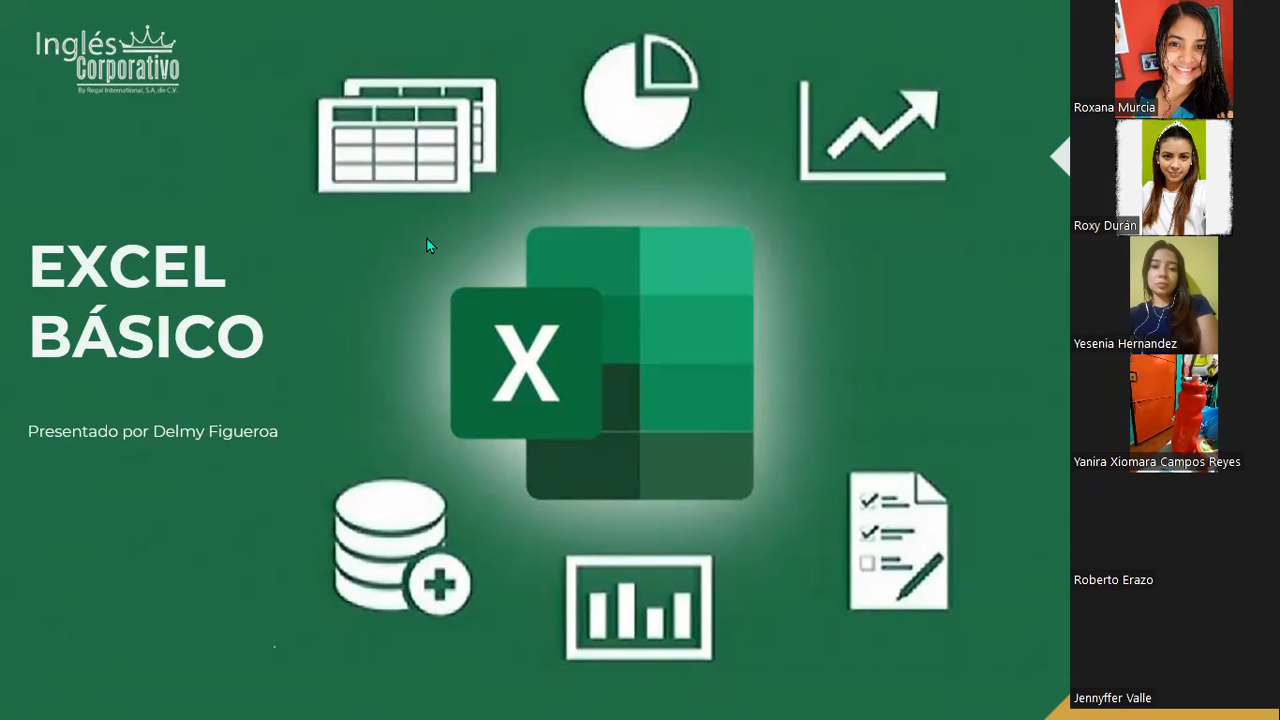 Inglés
Corporativo
By Regal International, S.A. de C.V.
EXCEL
BÁSICO
Presentado por Delmy Figueroa
X
Roxana Murcia
Roxy Durán
Yesenia Hernandez
Yanira Xiomara Campos Reyes
Roberto Erazo
Jennyffer Valle